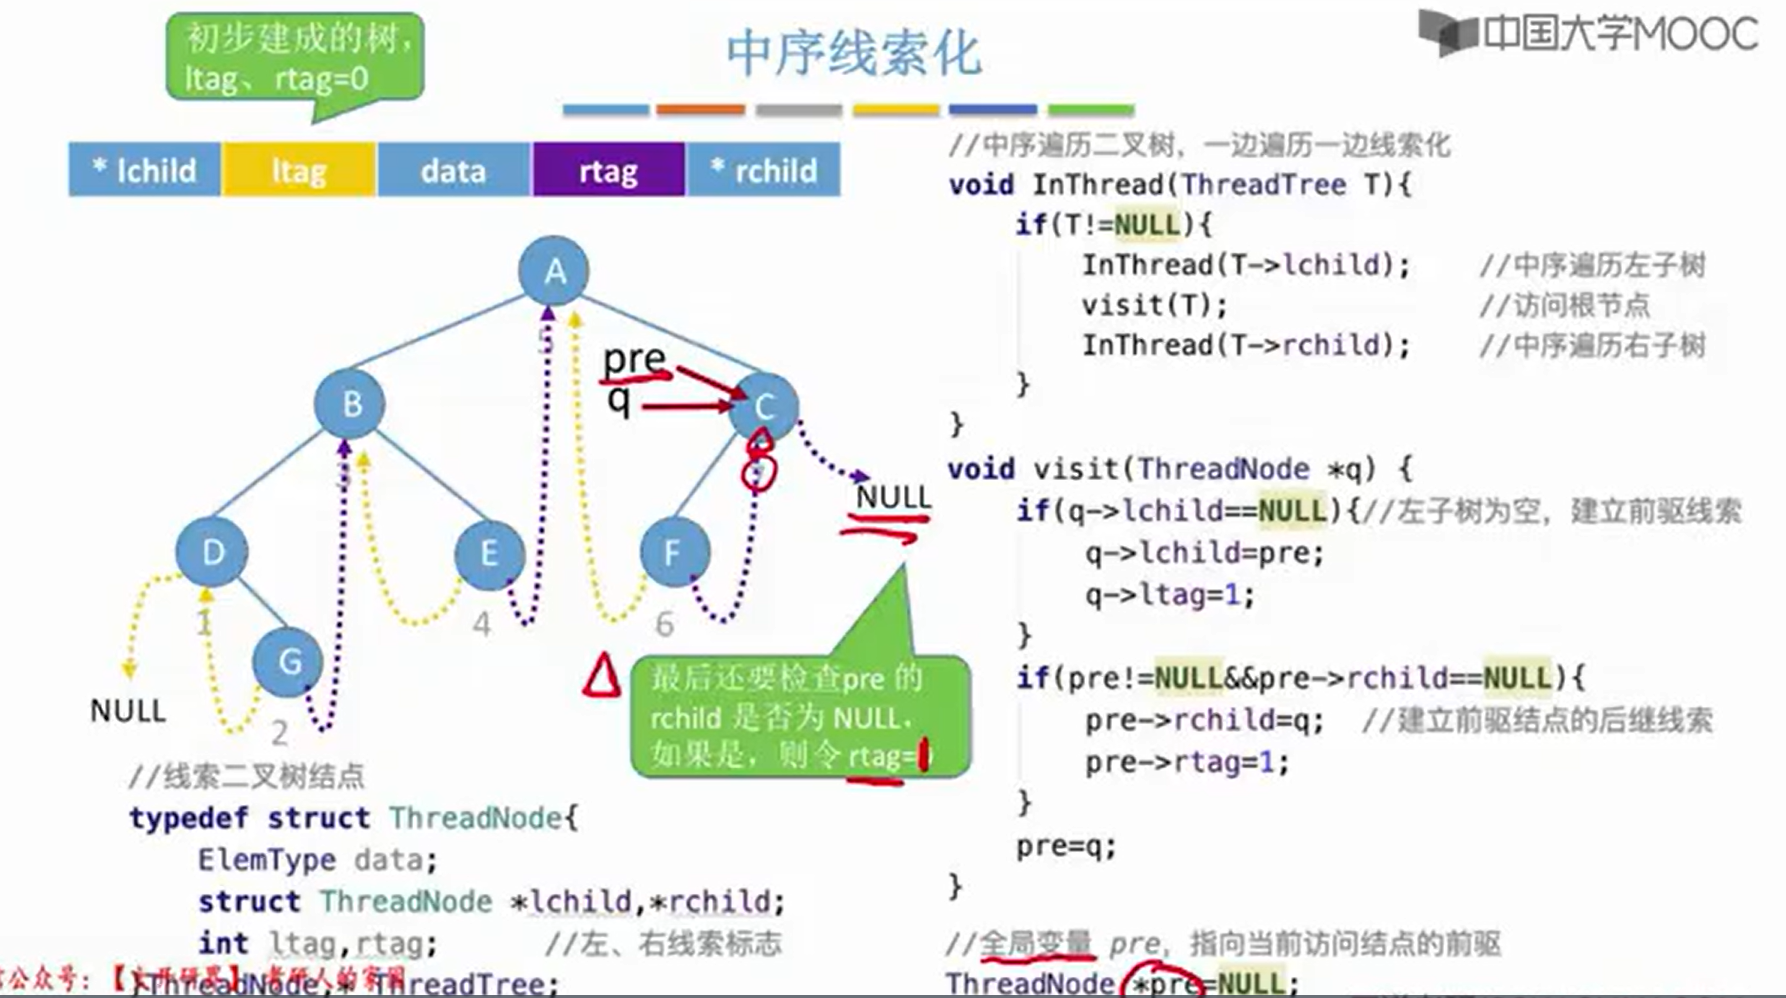 初步建成的树，
ltag、rtag=0
中序线索化
中国大学MOOC
* lchild
ltag
data
rtag
* rchild
A
5
pre
q
B
C
3
7
NULL
D
E
F
1
4
6
G
NULL
2
最后还要检查pre 的
rchild 是否为 NULL，
如果是，则令 rtag=1
//线索二叉树结点
typedef struct ThreadNode{
ElemType data;
struct ThreadNode *lchild,*rchild;
int ltag,rtag; //左、右线索标志
}ThreadNode,* ThreadTree;
公众号：【 】考研人的家园
//中序遍历二叉树，一边遍历一边线索化
void InThread(ThreadTree T){
if(T!=NULL){
InThread(T->lchild); //中序遍历左子树
visit(T); //访问根节点
InThread(T->rchild); //中序遍历右子树
}
}
void visit(ThreadNode *q) {
if(q->lchild==NULL){//左子树为空，建立前驱线索
q->lchild=pre;
q->ltag=1;
}
if(pre!=NULL&&pre->rchild==NULL){
pre->rchild=q; //建立前驱结点的后继线索
pre->rtag=1;
}
pre=q;
}
//全局变量 pre，指向当前访问结点的前驱
ThreadNode *pre=NULL;